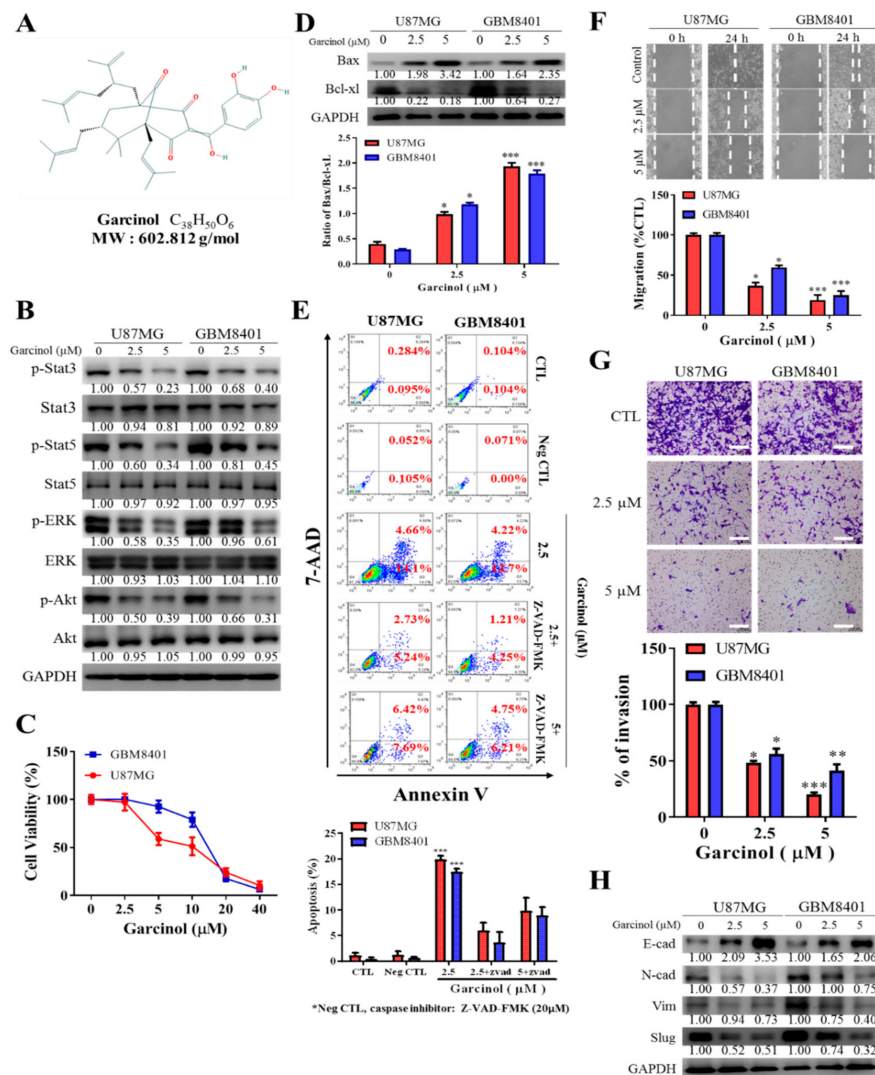 A
Garcinol C38H50O6
MW : 602.812 g/mol
B
U87MG GBM8401
Garcinol (μM) 0 2.5 5 0 2.5 5
p-Stat3
1.00 0.57 0.23 1.00 0.68 0.40
Stat3
1.00 0.94 0.81 1.00 0.92 0.89
p-Stat5
1.00 0.60 0.34 1.00 0.81 0.45
Stat5
1.00 0.97 0.92 1.00 0.97 0.95
p-ERK
1.00 0.58 0.35 1.00 0.96 0.61
ERK
1.00 0.93 1.03 1.00 1.04 1.10
p-Akt
1.00 0.50 0.39 1.00 0.66 0.31
Akt
1.00 0.95 1.05 1.00 0.99 0.95
GAPDH
C
GBM8401
U87MG
Cell Viability (%)
150
100
50
0
0 2.5 5 10 20 40
Garcinol (μM)
D
U87MG GBM8401
Garcinol (μM) 0 2.5 5 0 2.5 5
Bax
1.00 1.98 3.42 1.00 1.64 2.35
Bcl-xl
1.00 0.22 0.18 1.00 0.64 0.27
GAPDH
U87MG
GBM8401
Ratio of Bax/Bcl-xL
2.0
1.5
1.0
0.5
0.0
* * *** ***
0 2.5 5
Garcinol ( μM )
E
U87MG GBM8401
7-AAD
0.284% 0.104%
0.095% 0.104%
CTL
0.052% 0.071%
0.105% 0.00%
Neg CTL
4.66% 4.22%
2.5
2.73% 1.21%
5.24% 4.25%
2.5+
Z-VAD-FMK
6.42% 4.75%
7.69% 6.21%
5+
Z-VAD-FMK
Garcinol (μM)
Annexin V
U87MG
GBM8401
Apoptosis (%)
25
20
15
10
5
0
*** ***
CTL Neg CTL 2.5 2.5+zvad 5+zvad
Garcinol ( μM )
*Neg CTL, caspase inhibitor: Z-VAD-FMK (20μM)
F
U87MG GBM8401
0 h 24 h 0 h 24 h
Control
2.5 μM
5 μM
U87MG
GBM8401
Migration (%CTL)
150
100
50
0
* * *** ***
0 2.5 5
Garcinol ( μM )
G
U87MG GBM8401
CTL
2.5 μM
5 μM
U87MG
GBM8401
% of invasion
150
100
50
0
* * *** **
0 2.5 5
Garcinol ( μM )
H
U87MG GBM8401
Garcinol (μM) 0 2.5 5 0 2.5 5
E-cad
1.00 2.09 3.53 1.00 1.65 2.06
N-cad
1.00 0.57 0.37 1.00 1.00 0.75
Vim
1.00 0.94 0.73 1.00 0.75 0.40
Slug
1.00 0.52 0.51 1.00 0.74 0.32
GAPDH